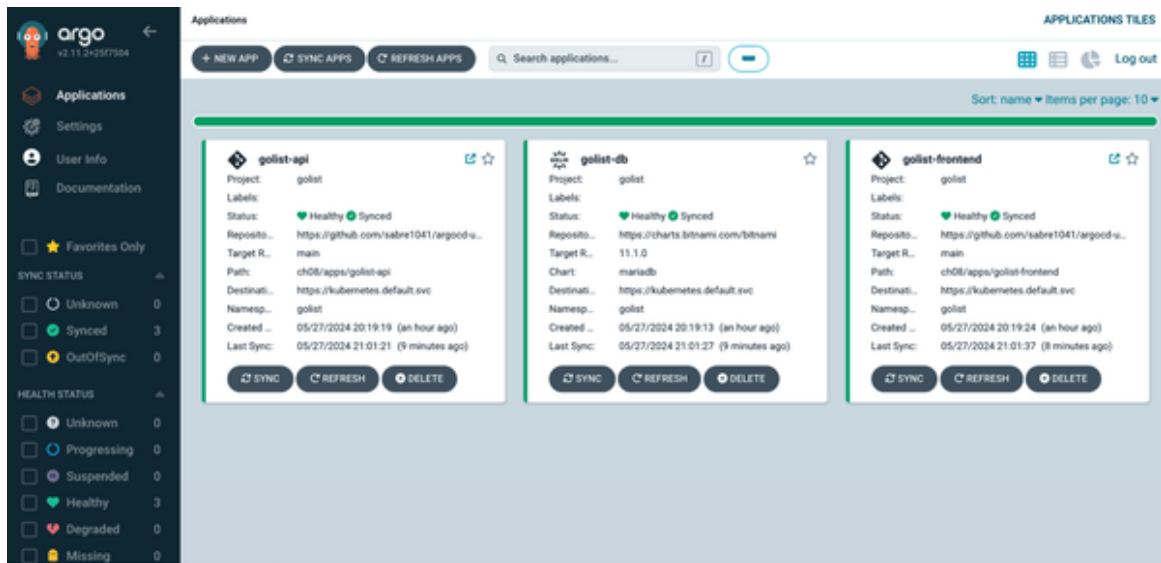 argo
v2.11.2+25f7504
Applications
Settings
User Info
Documentation
Favorites Only
SYNC STATUS
Unknown 0
Synced 3
OutOfSync 0
HEALTH STATUS
Unknown 0
Progressing 0
Suspended 0
Healthy 3
Degraded 0
Missing 0
Applications
APPLICATIONS TILES
+ NEW APP
SYNC APPS
REFRESH APPS
Search applications...
/
Log out
Sort: name Items per page: 10
golist-api
Project: golist
Labels:
Status: Healthy Synced
Reposito... https://github.com/sabre1041/argocd-u...
Target R... main
Path: ch08/apps/golist-api
Destinati... https://kubernetes.default.svc
Namesp... golist
Created ... 05/27/2024 20:19:19 (an hour ago)
Last Sync: 05/27/2024 21:01:21 (9 minutes ago)
SYNC REFRESH DELETE
HELM
golist-db
Project: golist
Labels:
Status: Healthy Synced
Reposito... https://charts.bitnami.com/bitnami
Target R... 11.1.0
Chart: mariadb
Destinati... https://kubernetes.default.svc
Namesp... golist
Created ... 05/27/2024 20:19:13 (an hour ago)
Last Sync: 05/27/2024 21:01:27 (9 minutes ago)
SYNC REFRESH DELETE
golist-frontend
Project: golist
Labels:
Status: Healthy Synced
Reposito... https://github.com/sabre1041/argocd-u...
Target R... main
Path: ch08/apps/golist-frontend
Destinati... https://kubernetes.default.svc
Namesp... golist
Created ... 05/27/2024 20:19:24 (an hour ago)
Last Sync: 05/27/2024 21:01:37 (8 minutes ago)
SYNC REFRESH DELETE